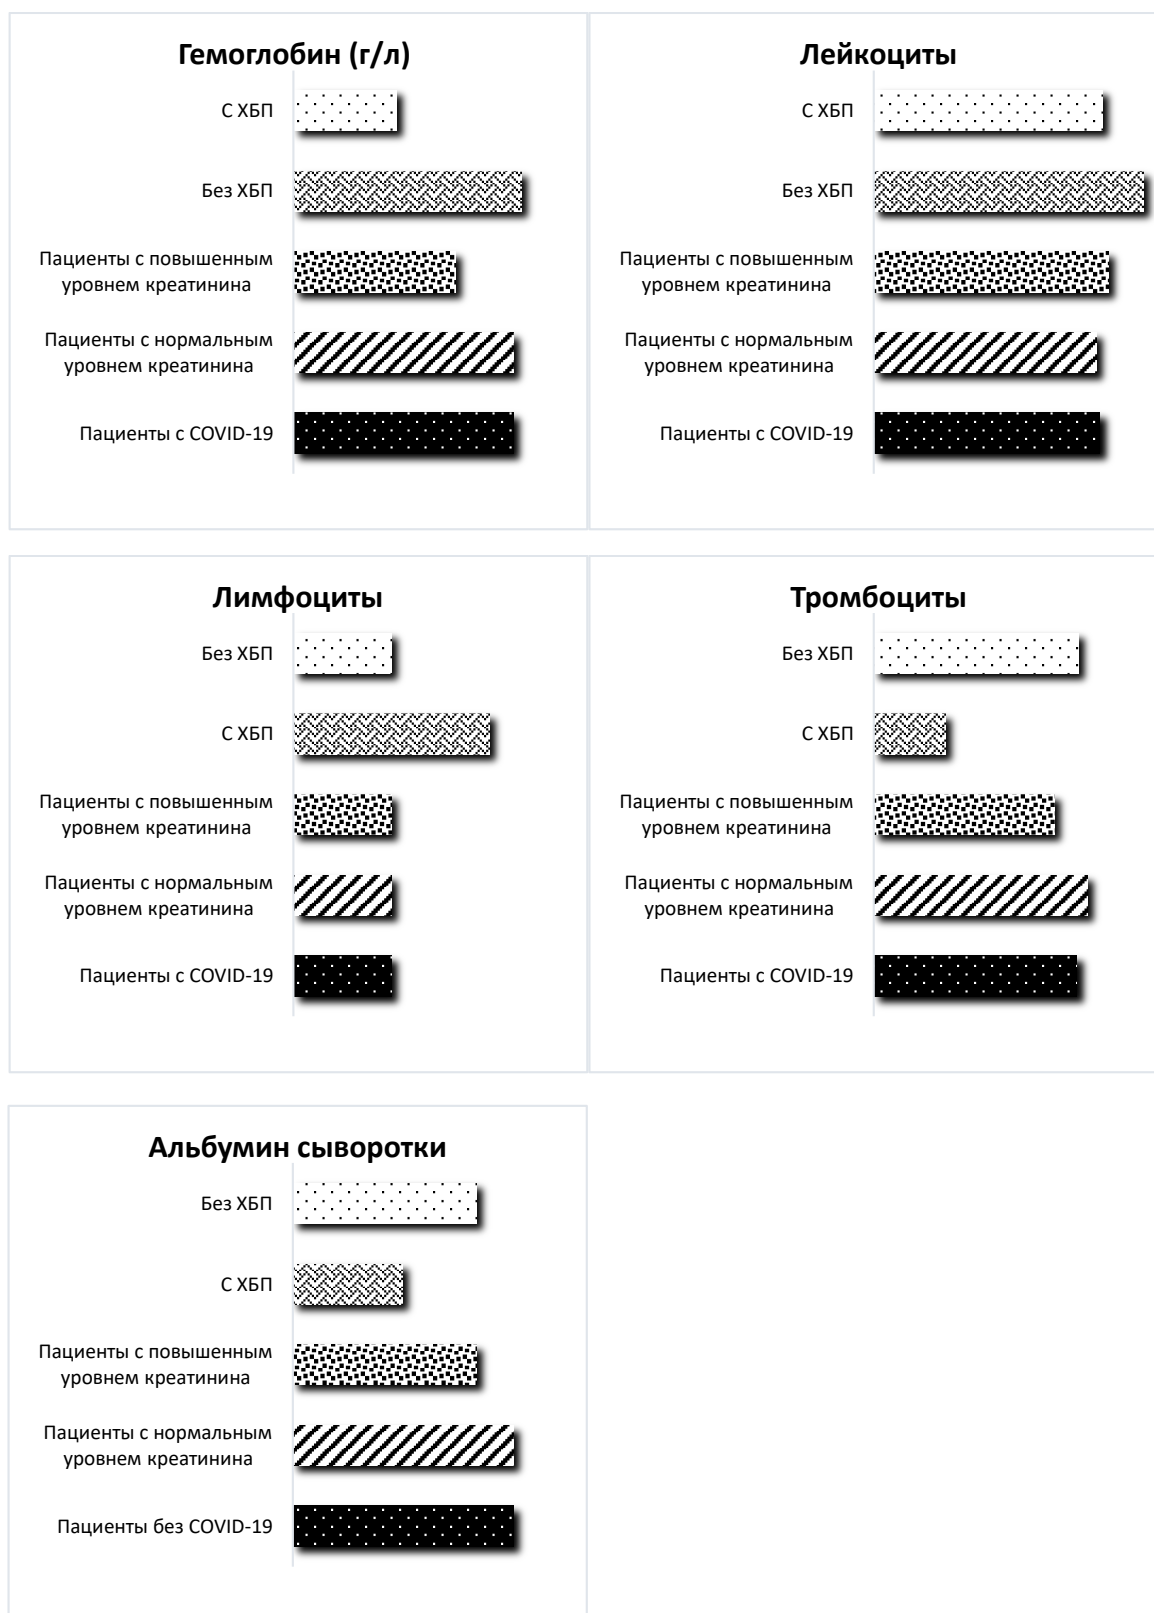 Гемоглобин (г/л)
С ХБП
Без ХБП
Пациенты с повышенным
уровнем креатинина
Пациенты с нормальным
уровнем креатинина
Пациенты с COVID-19
Лейкоциты
С ХБП
Без ХБП
Пациенты с повышенным
уровнем креатинина
Пациенты с нормальным
уровнем креатинина
Пациенты с COVID-19
Лимфоциты
Без ХБП
С ХБП
Пациенты с повышенным
уровнем креатинина
Пациенты с нормальным
уровнем креатинина
Пациенты с COVID-19
Тромбоциты
Без ХБП
С ХБП
Пациенты с повышенным
уровнем креатинина
Пациенты с нормальным
уровнем креатинина
Пациенты с COVID-19
Альбумин сыворотки
Без ХБП
С ХБП
Пациенты с повышенным
уровнем креатинина
Пациенты с нормальным
уровнем креатинина
Пациенты без COVID-19